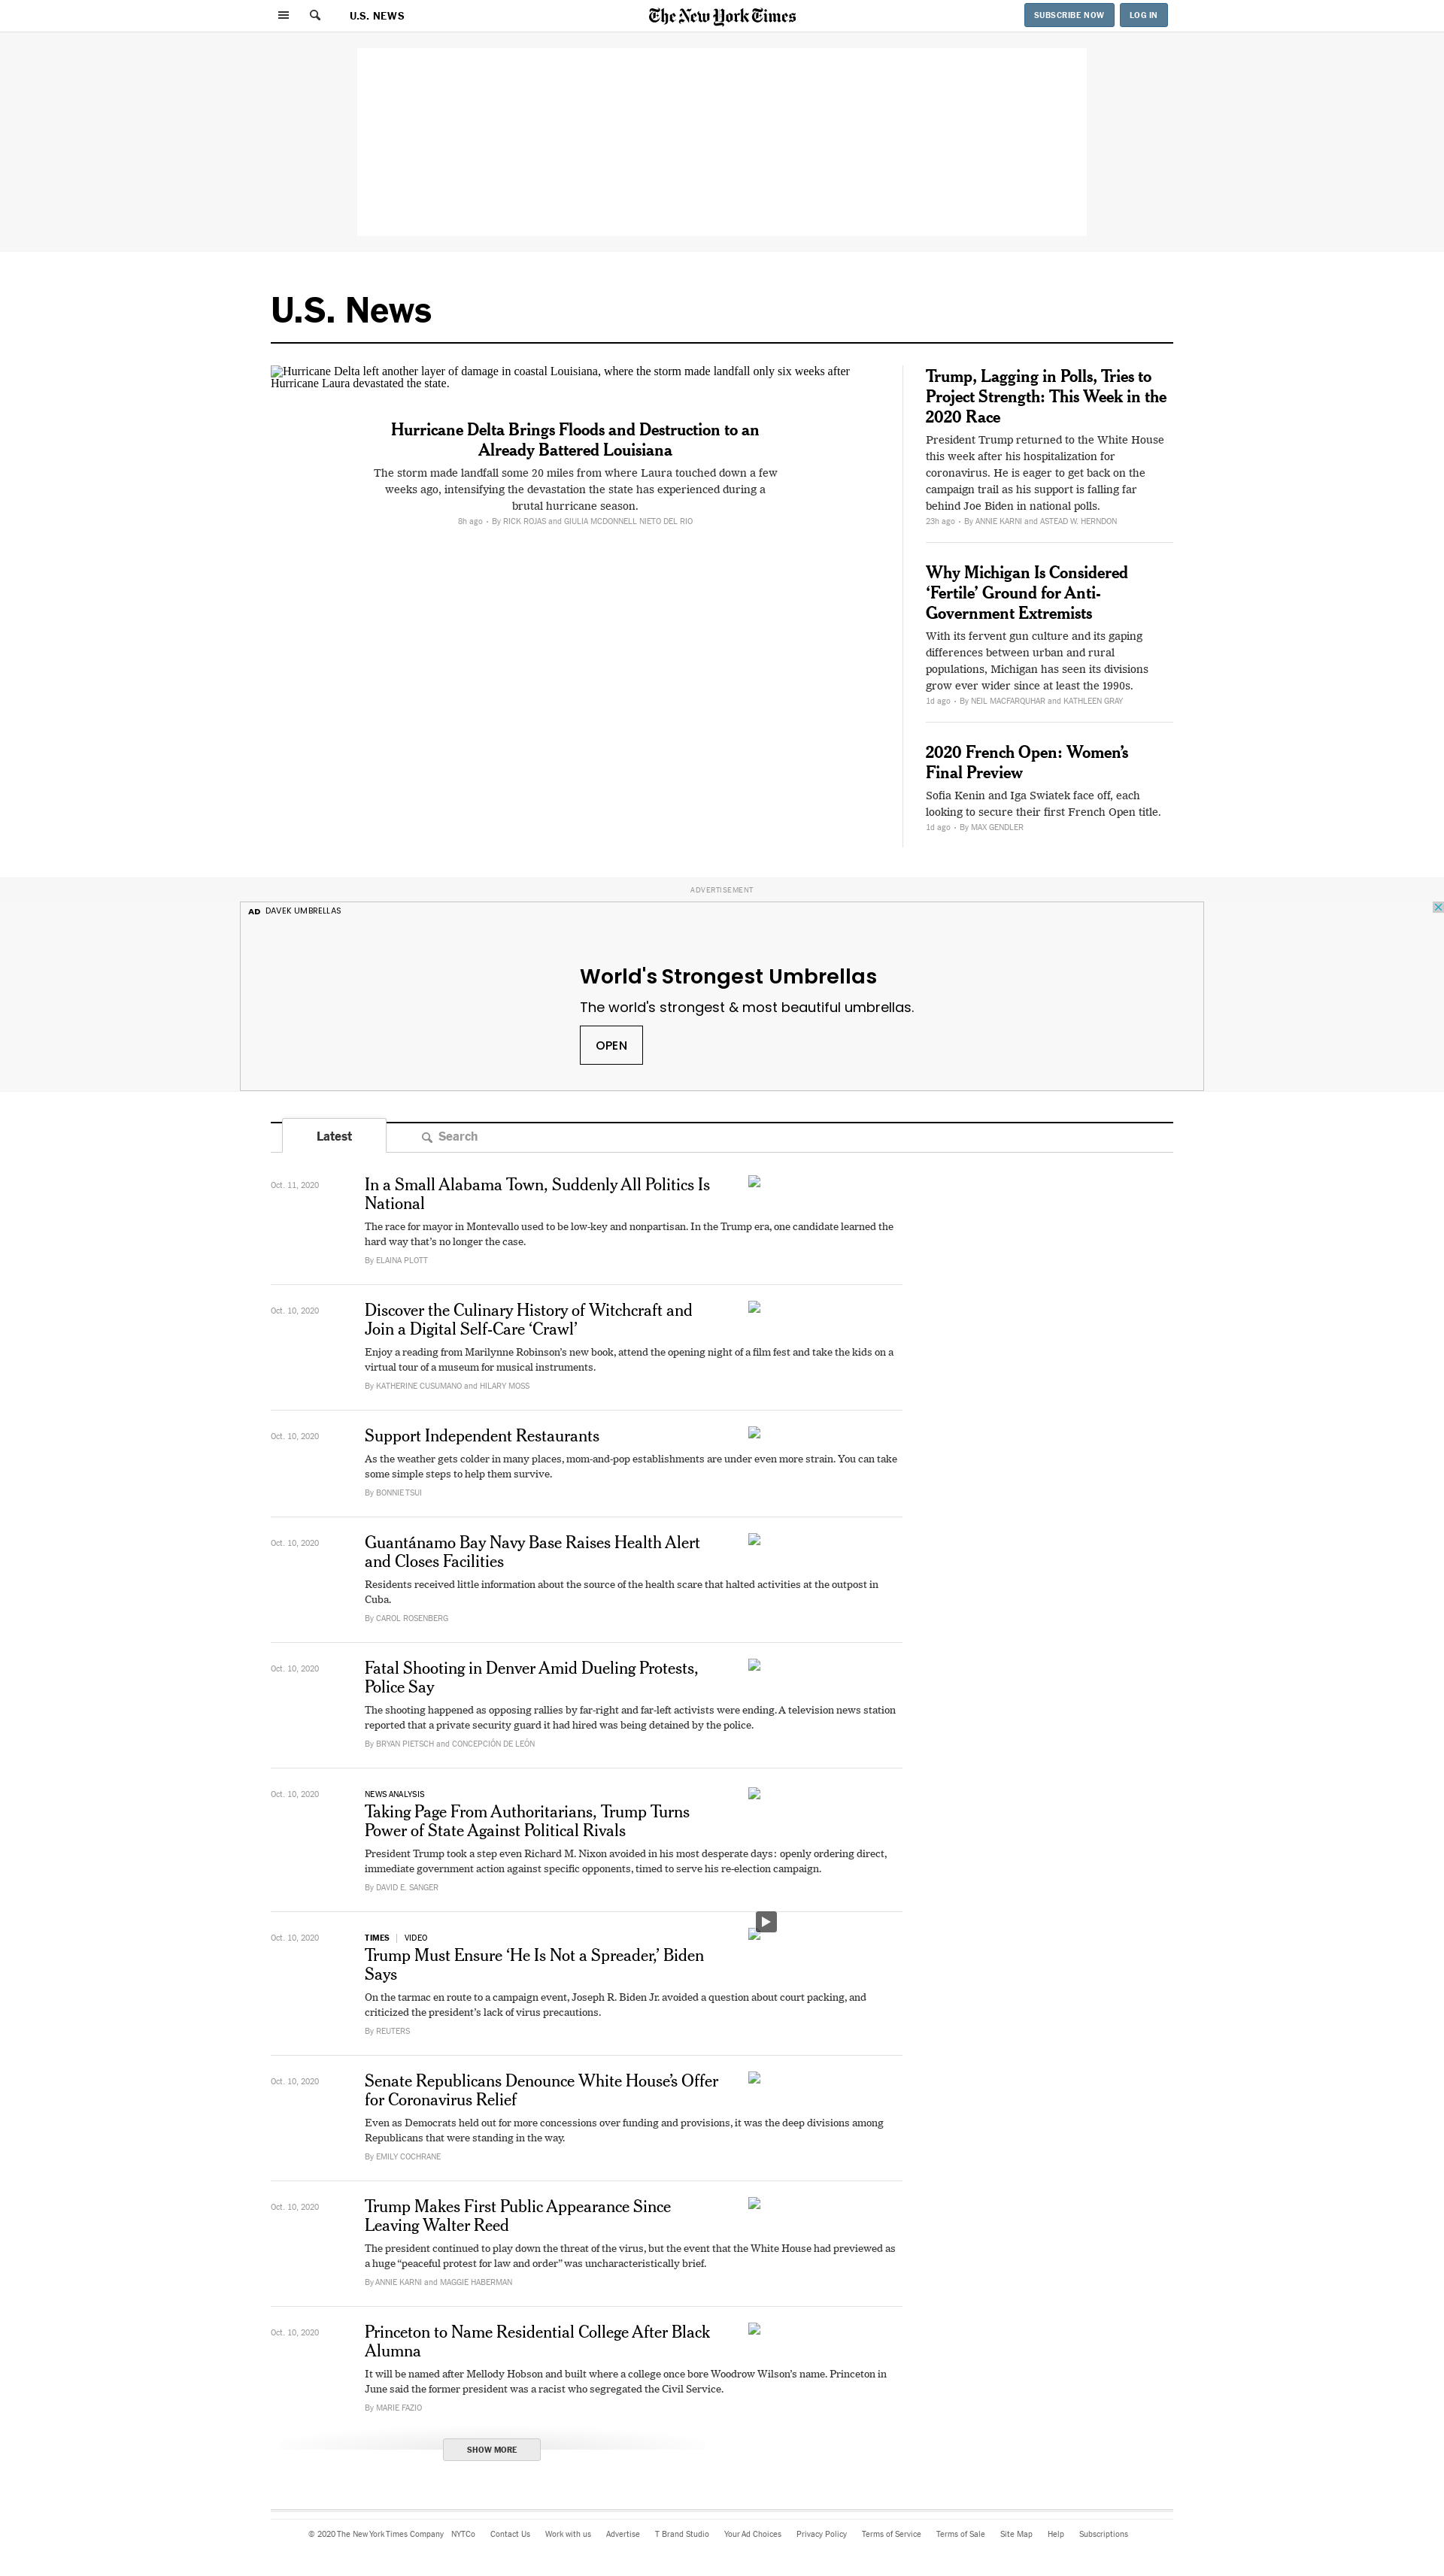 U.S. NEWS
The New York Times
SUBSCRIBE NOW
LOG IN
U.S. News
Hurricane Delta left another layer of damage in coastal Louisiana, where the storm made landfall only six weeks after
Hurricane Laura devastated the state.
Hurricane Delta Brings Floods and Destruction to an
Already Battered Louisiana
The storm made landfall some 20 miles from where Laura touched down a few
weeks ago, intensifying the devastation the state has experienced during a
brutal hurricane season.
8h ago • By RICK ROJAS and GIULIA MCDONNELL NIETO DEL RIO
Trump, Lagging in Polls, Tries to
Project Strength: This Week in the
2020 Race
President Trump returned to the White House
this week after his hospitalization for
coronavirus. He is eager to get back on the
campaign trail as his support is falling far
behind Joe Biden in national polls.
23h ago • By ANNIE KARNI and ASTEAD W. HERNDON
Why Michigan Is Considered
‘Fertile’ Ground for Anti-
Government Extremists
With its fervent gun culture and its gaping
differences between urban and rural
populations, Michigan has seen its divisions
grow ever wider since at least the 1990s.
1d ago • By NEIL MACFARQUHAR and KATHLEEN GRAY
2020 French Open: Women’s
Final Preview
Sofia Kenin and Iga Swiatek face off, each
looking to secure their first French Open title.
1d ago • By MAX GENDLER
ADVERTISEMENT
AD DAVEK UMBRELLAS
World's Strongest Umbrellas
The world's strongest & most beautiful umbrellas.
OPEN
Latest
Search
Oct. 11, 2020
In a Small Alabama Town, Suddenly All Politics Is
National
The race for mayor in Montevallo used to be low-key and nonpartisan. In the Trump era, one candidate learned the
hard way that’s no longer the case.
By ELAINA PLOTT
Oct. 10, 2020
Discover the Culinary History of Witchcraft and
Join a Digital Self-Care ‘Crawl’
Enjoy a reading from Marilynne Robinson’s new book, attend the opening night of a film fest and take the kids on a
virtual tour of a museum for musical instruments.
By KATHERINE CUSUMANO and HILARY MOSS
Oct. 10, 2020
Support Independent Restaurants
As the weather gets colder in many places, mom-and-pop establishments are under even more strain. You can take
some simple steps to help them survive.
By BONNIE TSUI
Oct. 10, 2020
Guantánamo Bay Navy Base Raises Health Alert
and Closes Facilities
Residents received little information about the source of the health scare that halted activities at the outpost in
Cuba.
By CAROL ROSENBERG
Oct. 10, 2020
Fatal Shooting in Denver Amid Dueling Protests,
Police Say
The shooting happened as opposing rallies by far-right and far-left activists were ending. A television news station
reported that a private security guard it had hired was being detained by the police.
By BRYAN PIETSCH and CONCEPCIÓN DE LEÓN
Oct. 10, 2020
NEWS ANALYSIS
Taking Page From Authoritarians, Trump Turns
Power of State Against Political Rivals
President Trump took a step even Richard M. Nixon avoided in his most desperate days: openly ordering direct,
immediate government action against specific opponents, timed to serve his re-election campaign.
By DAVID E. SANGER
Oct. 10, 2020
TIMES | VIDEO
Trump Must Ensure ‘He Is Not a Spreader,’ Biden
Says
On the tarmac en route to a campaign event, Joseph R. Biden Jr. avoided a question about court packing, and
criticized the president’s lack of virus precautions.
By REUTERS
Oct. 10, 2020
Senate Republicans Denounce White House’s Offer
for Coronavirus Relief
Even as Democrats held out for more concessions over funding and provisions, it was the deep divisions among
Republicans that were standing in the way.
By EMILY COCHRANE
Oct. 10, 2020
Trump Makes First Public Appearance Since
Leaving Walter Reed
The president continued to play down the threat of the virus, but the event that the White House had previewed as
a huge “peaceful protest for law and order” was uncharacteristically brief.
By ANNIE KARNI and MAGGIE HABERMAN
Oct. 10, 2020
Princeton to Name Residential College After Black
Alumna
It will be named after Mellody Hobson and built where a college once bore Woodrow Wilson’s name. Princeton in
June said the former president was a racist who segregated the Civil Service.
By MARIE FAZIO
SHOW MORE
© 2020 The New York Times Company NYTCo Contact Us Work with us Advertise T Brand Studio Your Ad Choices Privacy Policy Terms of Service Terms of Sale Site Map Help Subscriptions